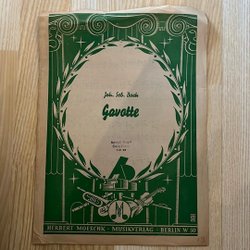 Joh. Seb. Bach
Gavotte
HERBERT MOESCHK · MUSIKVERLAG · BERLIN W 50